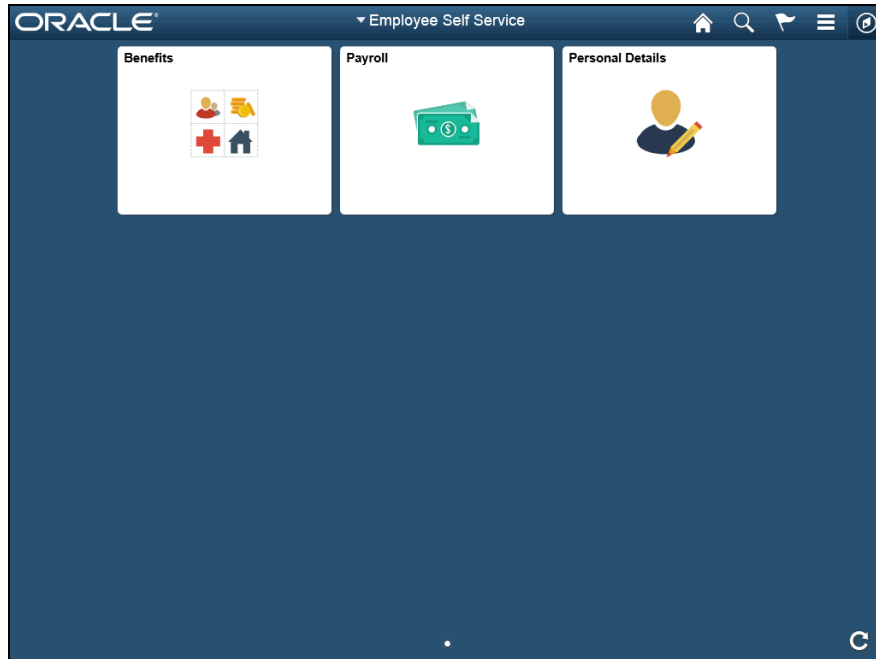 ORACLE®
Employee Self Service
Benefits
Payroll
Personal Details